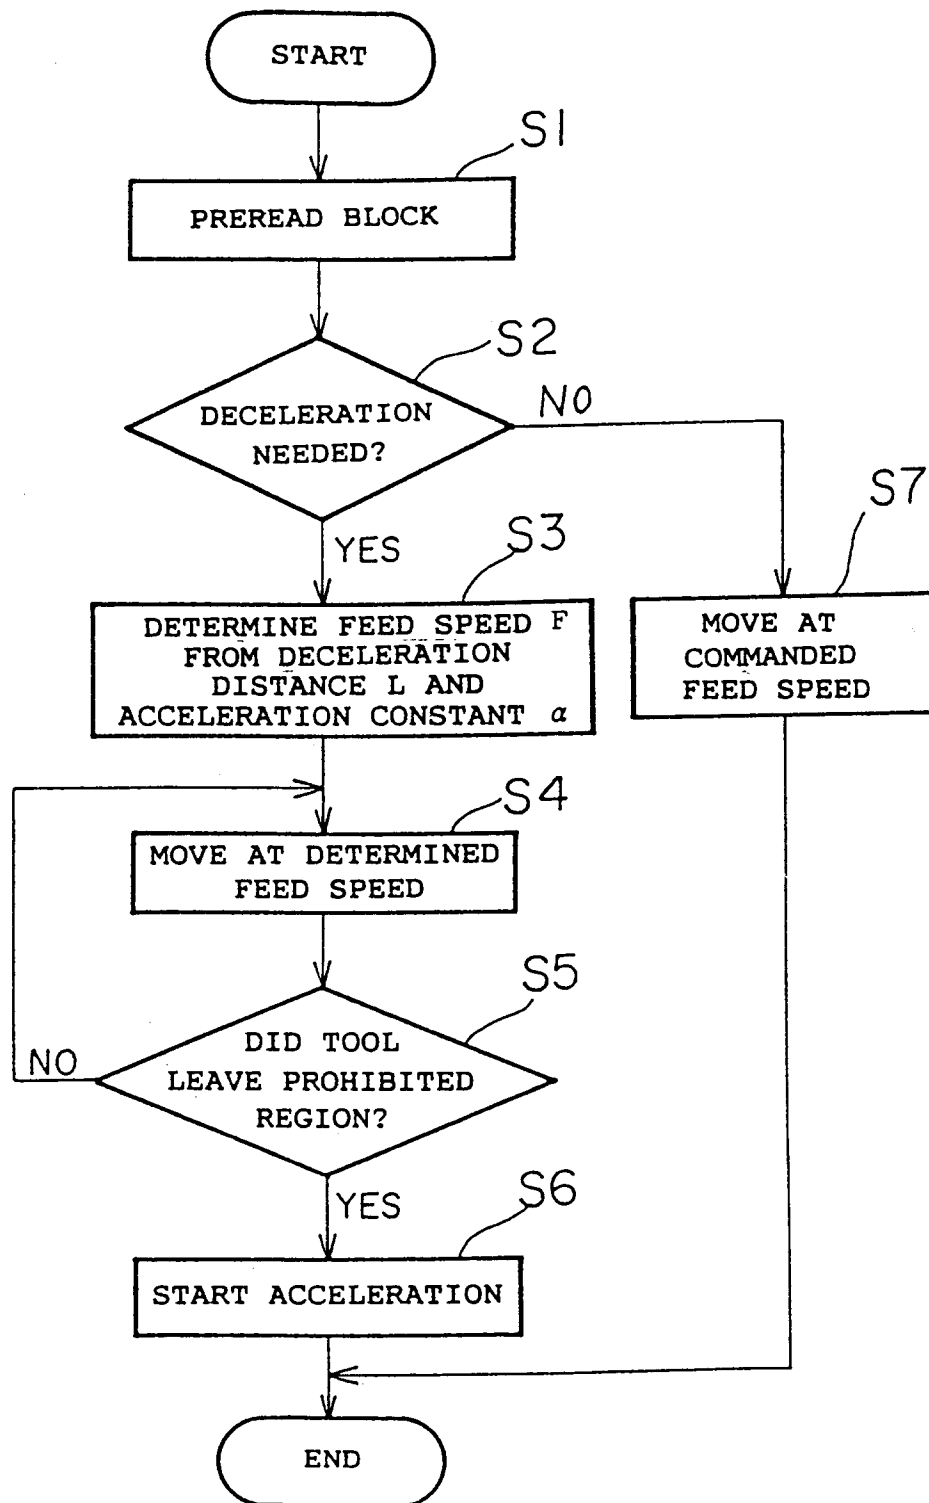 START
S1
PREREAD BLOCK
S2
DECELERATION
NEEDED?
NO
YES
S3
DETERMINE FEED SPEED F
FROM DECELERATION
DISTANCE L AND
ACCELERATION CONSTANT α
S7
MOVE AT
COMMANDED
FEED SPEED
S4
MOVE AT DETERMINED
FEED SPEED
S5
DID TOOL
LEAVE PROHIBITED
REGION?
NO
YES
S6
START ACCELERATION
END